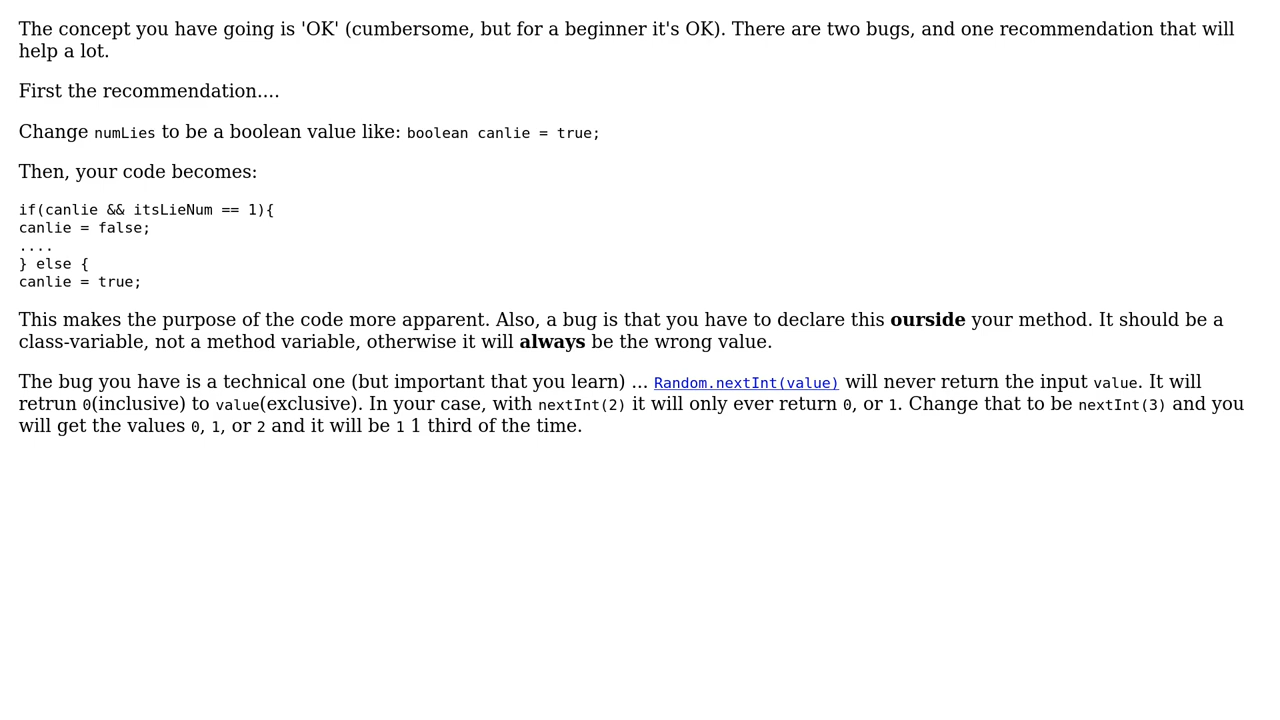 The concept you have going is 'OK' (cumbersome, but for a beginner it's OK). There are two bugs, and one recommendation that will
help a lot.
First the recommendation....
Change numLies to be a boolean value like: boolean canlie = true;
Then, your code becomes:
if(canlie && itsLieNum == 1){
canlie = false;
....
} else {
canlie = true;
This makes the purpose of the code more apparent. Also, a bug is that you have to declare this ourside your method. It should be a
class-variable, not a method variable, otherwise it will always be the wrong value.
The bug you have is a technical one (but important that you learn) ... Random.nextInt(value) will never return the input value. It will
retrun 0(inclusive) to value(exclusive). In your case, with nextInt(2) it will only ever return 0, or 1. Change that to be nextInt(3) and you
will get the values 0, 1, or 2 and it will be 1 1 third of the time.